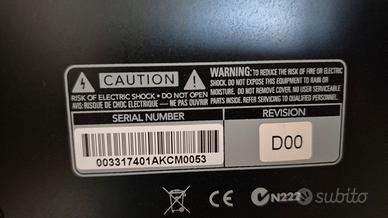 CAUTION
RISK OF ELECTRIC SHOCK • DO NOT OPEN
AVIS: RISQUE DE CHOC ELECTRIQUE — NE PAS OUVRIR
WARNING: TO REDUCE THE RISK OF FIRE OR ELECTRIC
SHOCK, DO NOT EXPOSE THIS EQUIPMENT TO RAIN OR
MOISTURE. DO NOT REMOVE COVER. NO USER SERVICEABLE
PARTS INSIDE. REFER SERVICING TO QUALIFIED PERSONNEL.
SERIAL NUMBER
003317401AKCM0053
REVISION
D00
CE
N222
subito